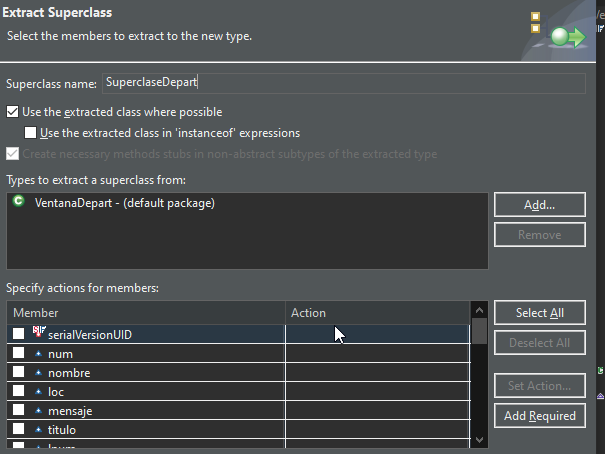 Extract Superclass
Select the members to extract to the new type.
Superclass name: SuperclaseDepart
Use the extracted class where possible
Use the extracted class in 'instanceof' expressions
Create necessary methods stubs in non-abstract subtypes of the extracted type
Types to extract a superclass from:
VentanaDepart - (default package)
Add...
Remove
Specify actions for members:
Member Action
Select All
serialVersionUID
Deselect All
num
nombre
Set Action...
loc
mensaje
Add Required
titulo